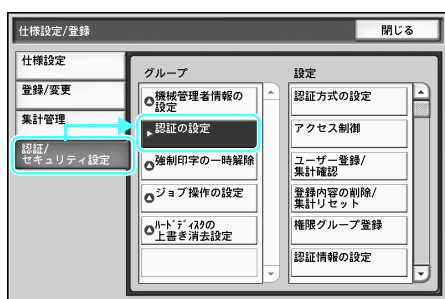 仕様設定/登録
閉じる
仕様設定
登録/変更
集計管理
認証/
セキュリティ設定
グループ
機械管理者情報の
設定
認証の設定
強制印字の一時解除
ジョブ操作の設定
ハードディスクの
上書き消去設定
設定
認証方式の設定
アクセス制御
ユーザー登録/
集計確認
登録内容の削除/
集計リセット
権限グループ登録
認証情報の設定